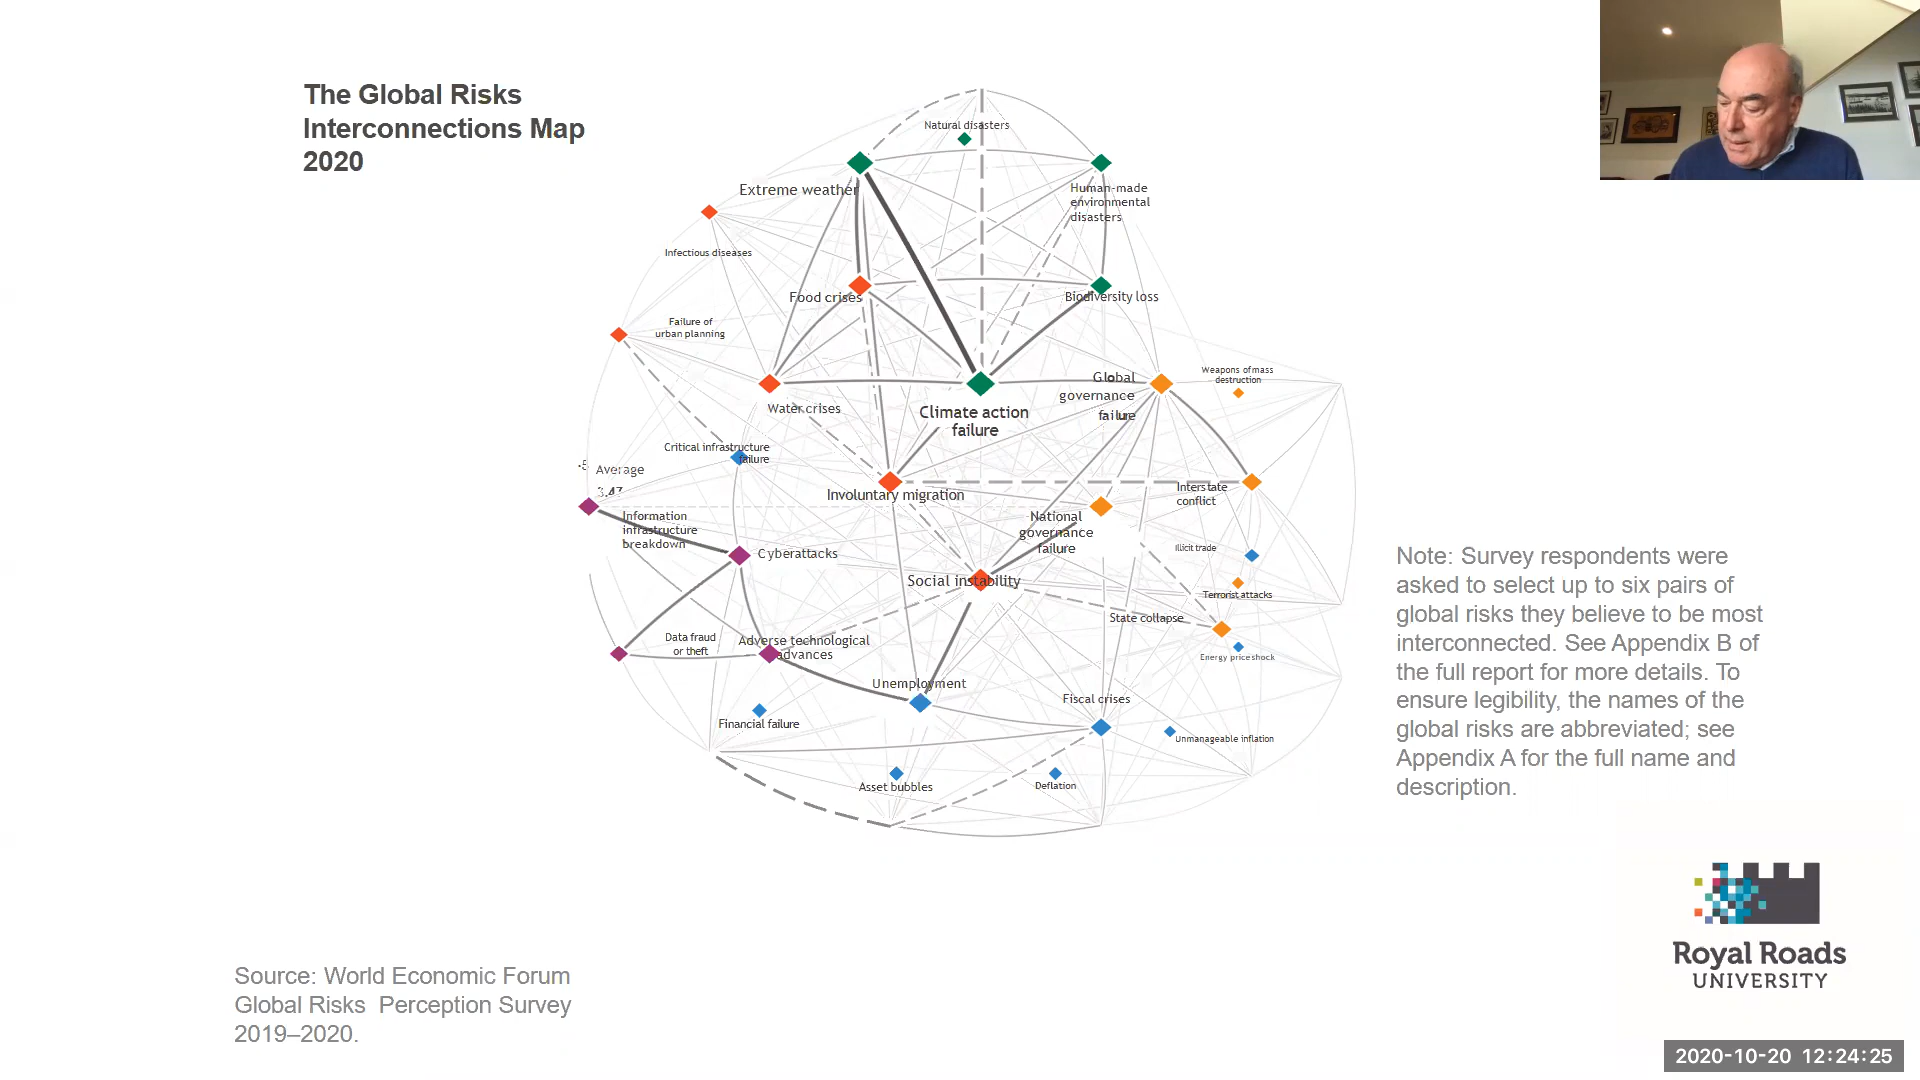 The Global Risks
Interconnections Map
2020
Natural disasters
Extreme weather
Human-made
environmental
disasters
Infectious diseases
Food crises
Biodiversity loss
Failure of
urban planning
Weapons of mass
destruction
Global
governance
failure
Water crises
Climate action
failure
Critical infrastructure
failure
Average
3.47
Involuntary migration
Interstate
conflict
Information
infrastructure
breakdown
National
governance
failure
Cyberattacks
Illicit trade
Social instability
Terrorist attacks
State collapse
Data fraud
or theft
Adverse technological
advances
Energy price shock
Unemployment
Fiscal crises
Financial failure
Unmanageable inflation
Asset bubbles
Deflation
Note: Survey respondents were
asked to select up to six pairs of
global risks they believe to be most
interconnected. See Appendix B of
the full report for more details. To
ensure legibility, the names of the
global risks are abbreviated; see
Appendix A for the full name and
description.
Royal Roads
UNIVERSITY
Source: World Economic Forum
Global Risks  Perception Survey
2019–2020.
2020-10-20 12:24:25